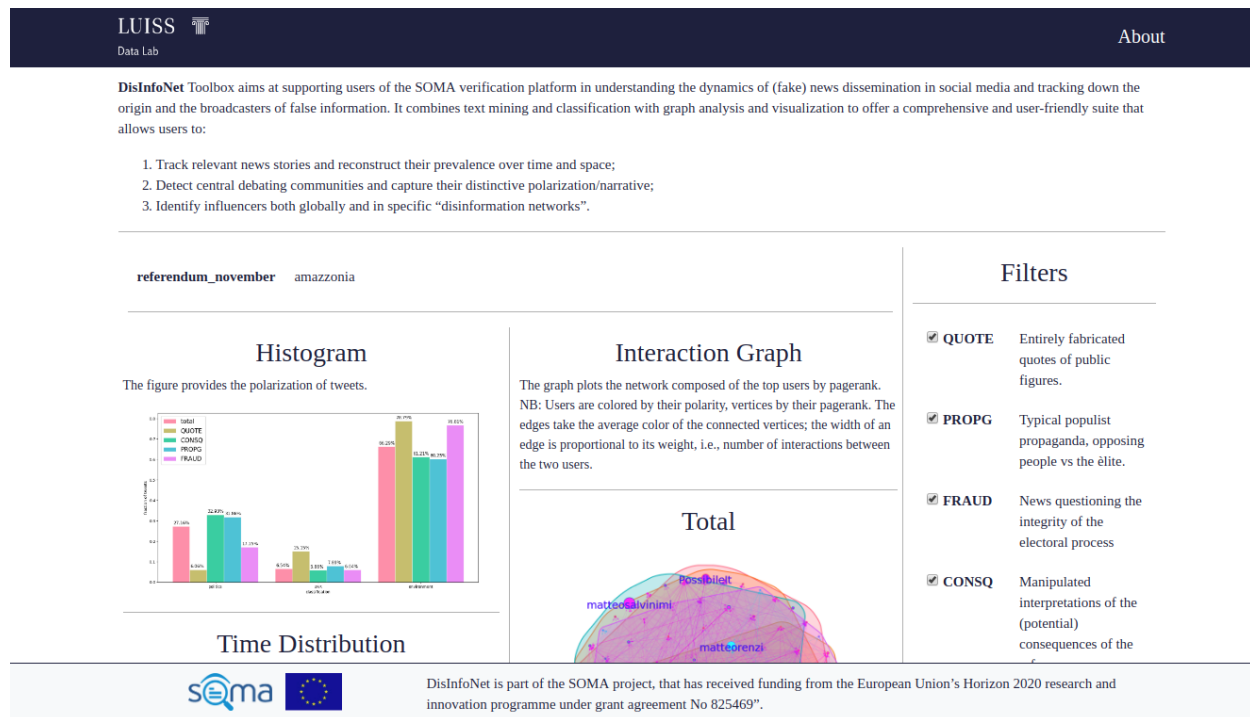 LUISS
Data Lab
About
DisInfoNet Toolbox aims at supporting users of the SOMA verification platform in understanding the dynamics of (fake) news dissemination in social media and tracking down the
origin and the broadcasters of false information. It combines text mining and classification with graph analysis and visualization to offer a comprehensive and user-friendly suite that
allows users to:
1. Track relevant news stories and reconstruct their prevalence over time and space;
2. Detect central debating communities and capture their distinctive polarization/narrative;
3. Identify influencers both globally and in specific “disinformation networks”.
referendum_november amazzonia
Histogram
The figure provides the polarization of tweets.
total
QUOTE
CONSQ
PROPG
FRAUD
Time Distribution
Interaction Graph
The graph plots the network composed of the top users by pagerank.
NB: Users are colored by their polarity, vertices by their pagerank. The
edges take the average color of the connected vertices; the width of an
edge is proportional to its weight, i.e., number of interactions between
the two users.
Total
PossibileIt
matteosalvinimi
matteorenzi
Filters
QUOTE Entirely fabricated
quotes of public
figures.
PROPG Typical populist
propaganda, opposing
people vs the èlite.
FRAUD News questioning the
integrity of the
electoral process
CONSQ Manipulated
interpretations of the
(potential)
consequences of the
soma
DisInfoNet is part of the SOMA project, that has received funding from the European Union’s Horizon 2020 research and
innovation programme under grant agreement No 825469”.